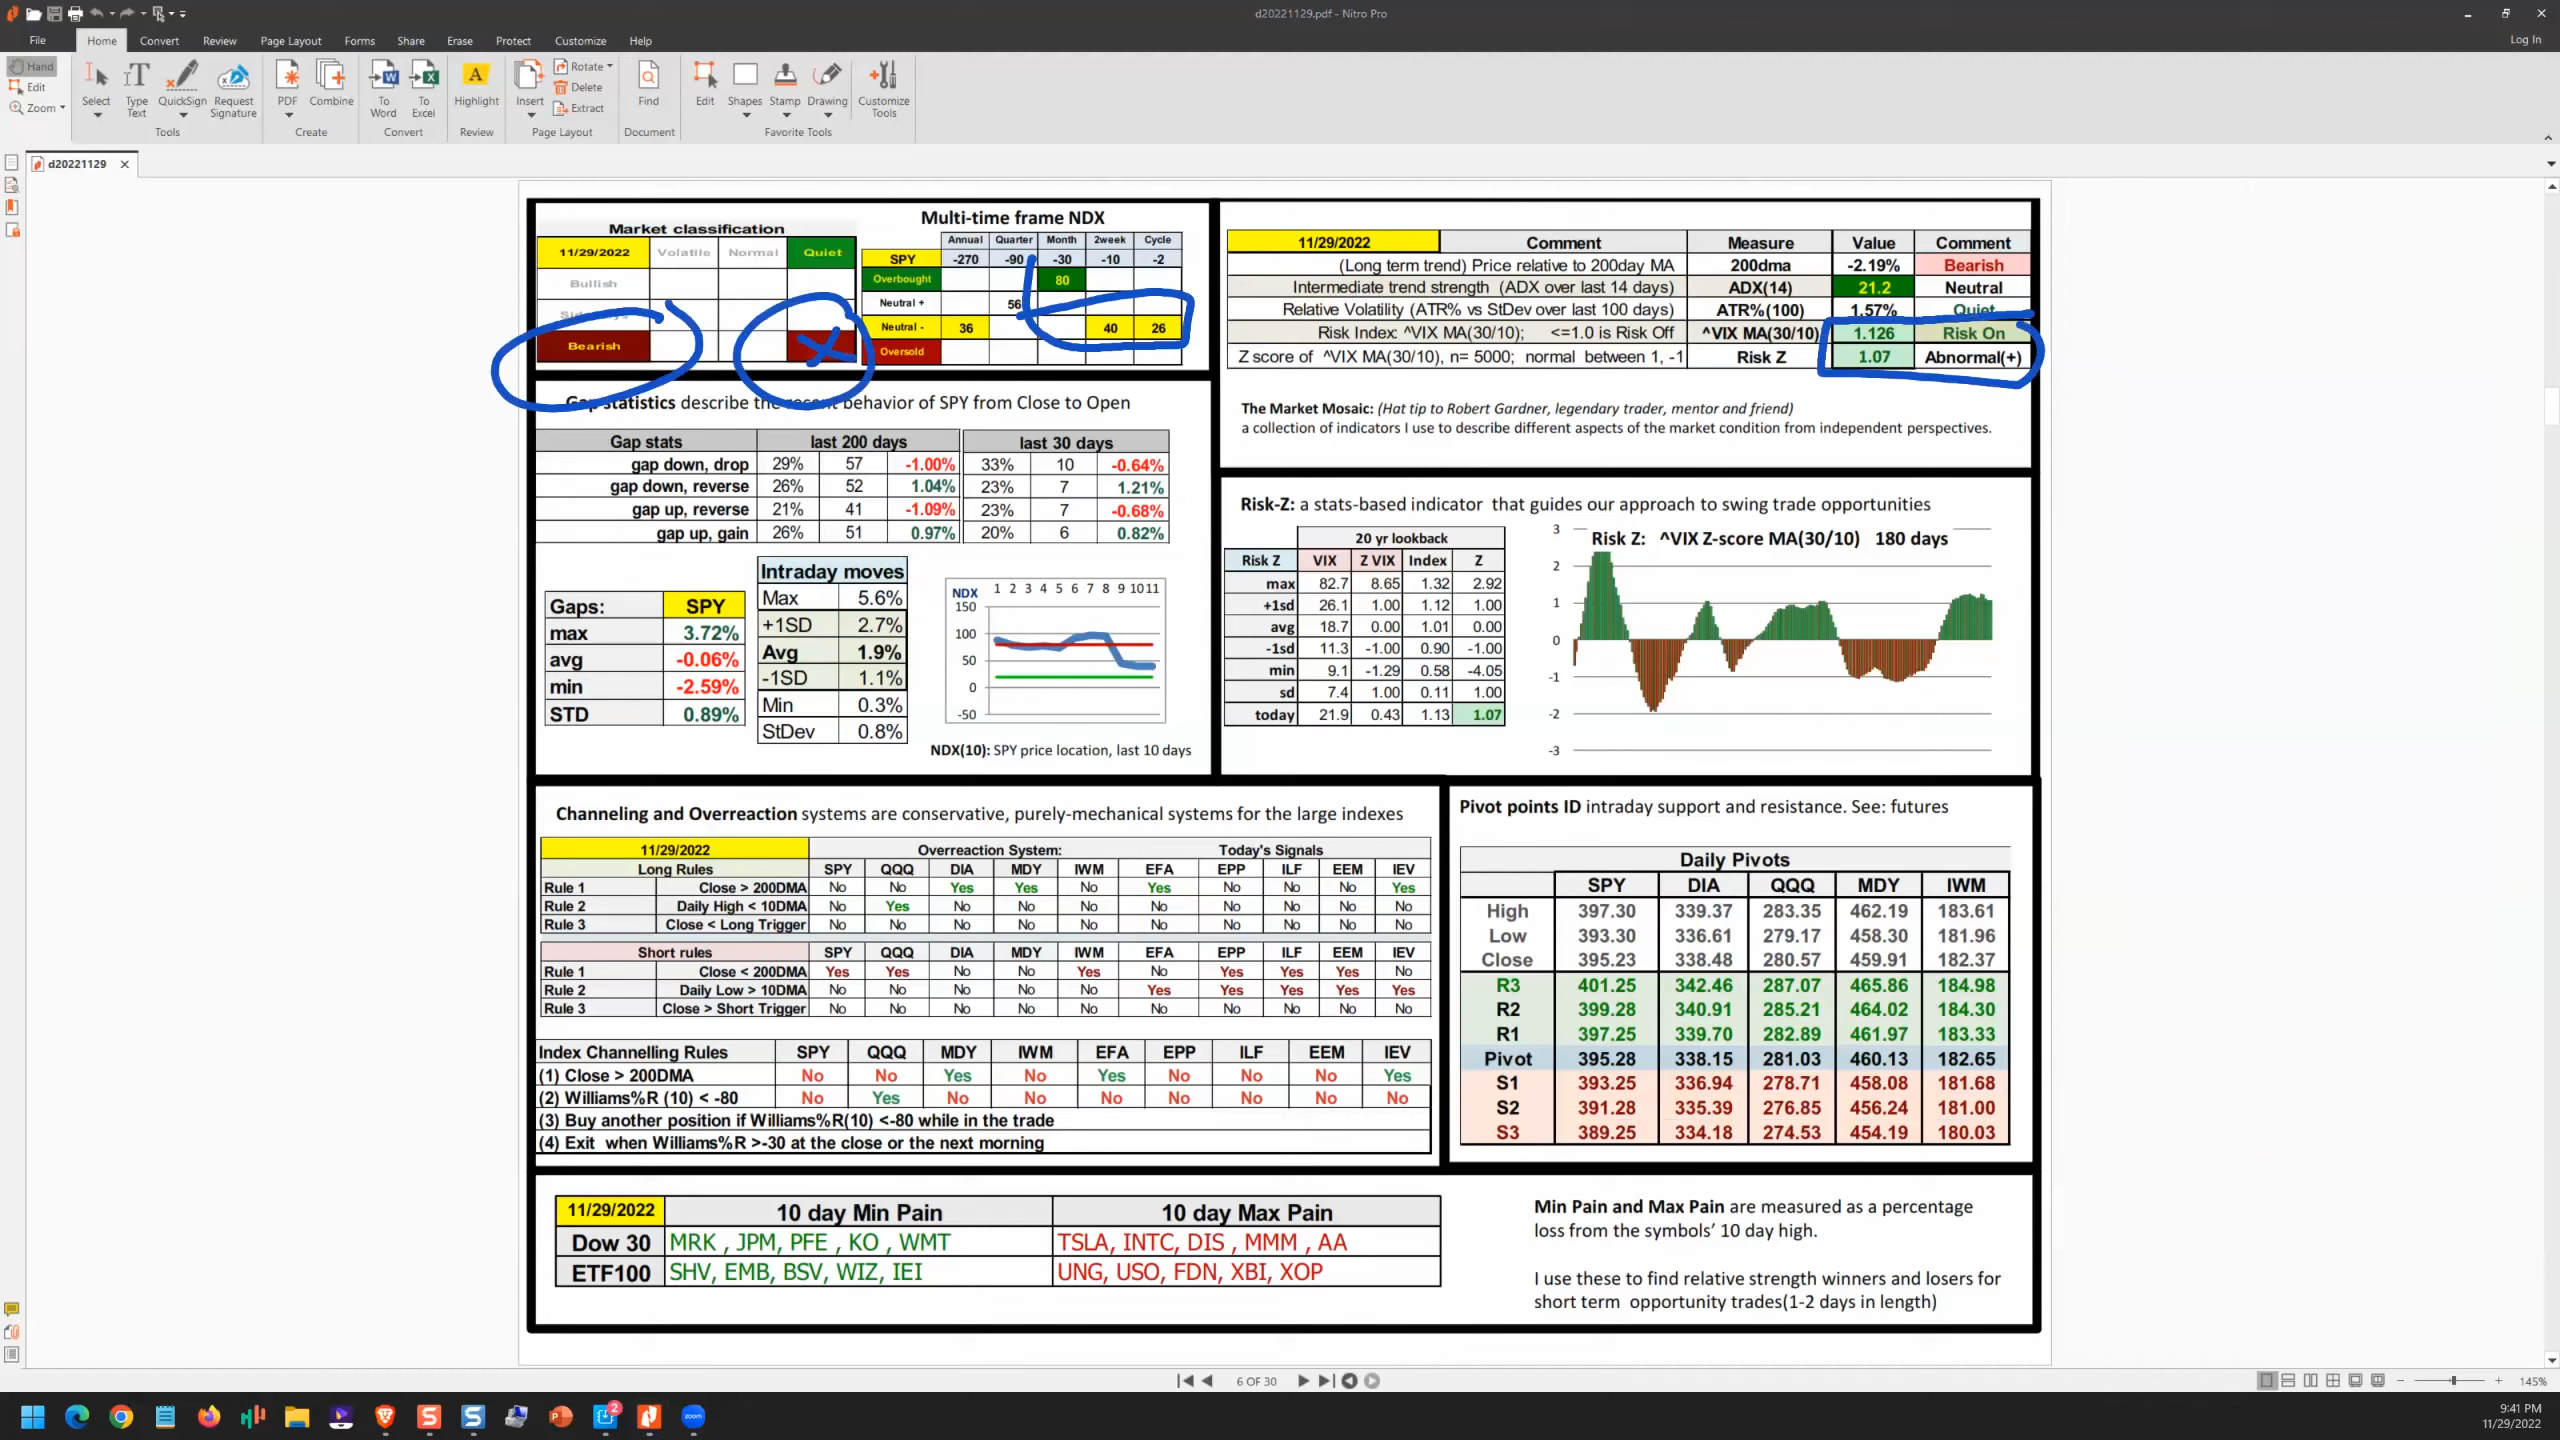 d20221129.pdf - Nitro Pro
File Home Convert Review Page Layout Forms Share Erase Protect Customize Help
Log In
Hand
Edit
Zoom
Select
Type Text
QuickSign
Request Signature
Tools
PDF
Combine
Create
To Word
To Excel
Convert
Highlight
Review
Insert
Rotate
Delete
Extract
Page Layout
Find
Document
Edit
Shapes
Stamp
Drawing
Favorite Tools
Customize Tools
d20221129
Market classification
11/29/2022 Volatile Normal Quiet
Bullish
Bearish
Multi-time frame NDX
Annual Quarter Month 2week Cycle
SPY -270 -90 -30 -10 -2
Overbought 80
Neutral + 56
Neutral - 36 40 26
Oversold
11/29/2022 Comment Measure Value Comment
(Long term trend) Price relative to 200day MA 200dma -2.19% Bearish
Intermediate trend strength (ADX over last 14 days) ADX(14) 21.2 Neutral
Relative Volatility (ATR% vs StDev over last 100 days) ATR%(100) 1.57% Quiet
Risk Index: ^VIX MA(30/10); <=1.0 is Risk Off ^VIX MA(30/10) 1.126 Risk On
Z score of ^VIX MA(30/10), n= 5000; normal between 1, -1 Risk Z 1.07 Abnormal(+)
The Market Mosaic: (Hat tip to Robert Gardner, legendary trader, mentor and friend)
a collection of indicators I use to describe different aspects of the market condition from independent perspectives.
Gap statistics describe the recent behavior of SPY from Close to Open
Gap stats last 200 days last 30 days
gap down, drop 29% 57 -1.00% 33% 10 -0.64%
gap down, reverse 26% 52 1.04% 23% 7 1.21%
gap up, reverse 21% 41 -1.09% 23% 7 -0.68%
gap up, gain 26% 51 0.97% 20% 6 0.82%
Gaps: SPY
max 3.72%
avg -0.06%
min -2.59%
STD 0.89%
Intraday moves
Max 5.6%
+1SD 2.7%
Avg 1.9%
-1SD 1.1%
Min 0.3%
StDev 0.8%
NDX 1 2 3 4 5 6 7 8 9 10 11
150
100
50
0
-50
NDX(10): SPY price location, last 10 days
Risk-Z: a stats-based indicator that guides our approach to swing trade opportunities
20 yr lookback
Risk Z VIX Z VIX Index Z
max 82.7 8.65 1.32 2.92
+1sd 26.1 1.00 1.12 1.00
avg 18.7 0.00 1.01 0.00
-1sd 11.3 -1.00 0.90 -1.00
min 9.1 -1.29 0.58 -4.05
sd 7.4 1.00 0.11 1.00
today 21.9 0.43 1.13 1.07
Risk Z: ^VIX Z-score MA(30/10) 180 days
3
2
1
0
-1
-2
-3
Channeling and Overreaction systems are conservative, purely-mechanical systems for the large indexes
11/29/2022 Overreaction System: Today's Signals
Long Rules SPY QQQ DIA MDY IWM EFA EPP ILF EEM IEV
Rule 1 Close > 200DMA No No Yes Yes No Yes No No No Yes
Rule 2 Daily High < 10DMA No Yes No No No No No No No No
Rule 3 Close < Long Trigger No No No No No No No No No No
Short rules SPY QQQ DIA MDY IWM EFA EPP ILF EEM IEV
Rule 1 Close < 200DMA Yes Yes No No Yes No Yes Yes Yes No
Rule 2 Daily Low > 10DMA No No No No No Yes Yes Yes Yes Yes
Rule 3 Close > Short Trigger No No No No No No No No No No
Index Channelling Rules SPY QQQ MDY IWM EFA EPP ILF EEM IEV
(1) Close > 200DMA No No Yes No Yes No No No Yes
(2) Williams%R (10) < -80 No Yes No No No No No No No
(3) Buy another position if Williams%R(10) <-80 while in the trade
(4) Exit when Williams%R >-30 at the close or the next morning
Pivot points ID intraday support and resistance. See: futures
Daily Pivots
SPY DIA QQQ MDY IWM
High 397.30 339.37 283.35 462.19 183.61
Low 393.30 336.61 279.17 458.30 181.96
Close 395.23 338.48 280.57 459.91 182.37
R3 401.25 342.46 287.07 465.86 184.98
R2 399.28 340.91 285.21 464.02 184.30
R1 397.25 339.70 282.89 461.97 183.33
Pivot 395.28 338.15 281.03 460.13 182.65
S1 393.25 336.94 278.71 458.08 181.68
S2 391.28 335.39 276.85 456.24 181.00
S3 389.25 334.18 274.53 454.19 180.03
11/29/2022 10 day Min Pain 10 day Max Pain
Dow 30 MRK , JPM, PFE , KO , WMT TSLA, INTC, DIS , MMM , AA
ETF100 SHV, EMB, BSV, WIZ, IEI UNG, USO, FDN, XBI, XOP
Min Pain and Max Pain are measured as a percentage
loss from the symbols' 10 day high.
I use these to find relative strength winners and losers for
short term opportunity trades(1-2 days in length)
6 OF 30
145%
2
zoom
9:41 PM
11/29/2022